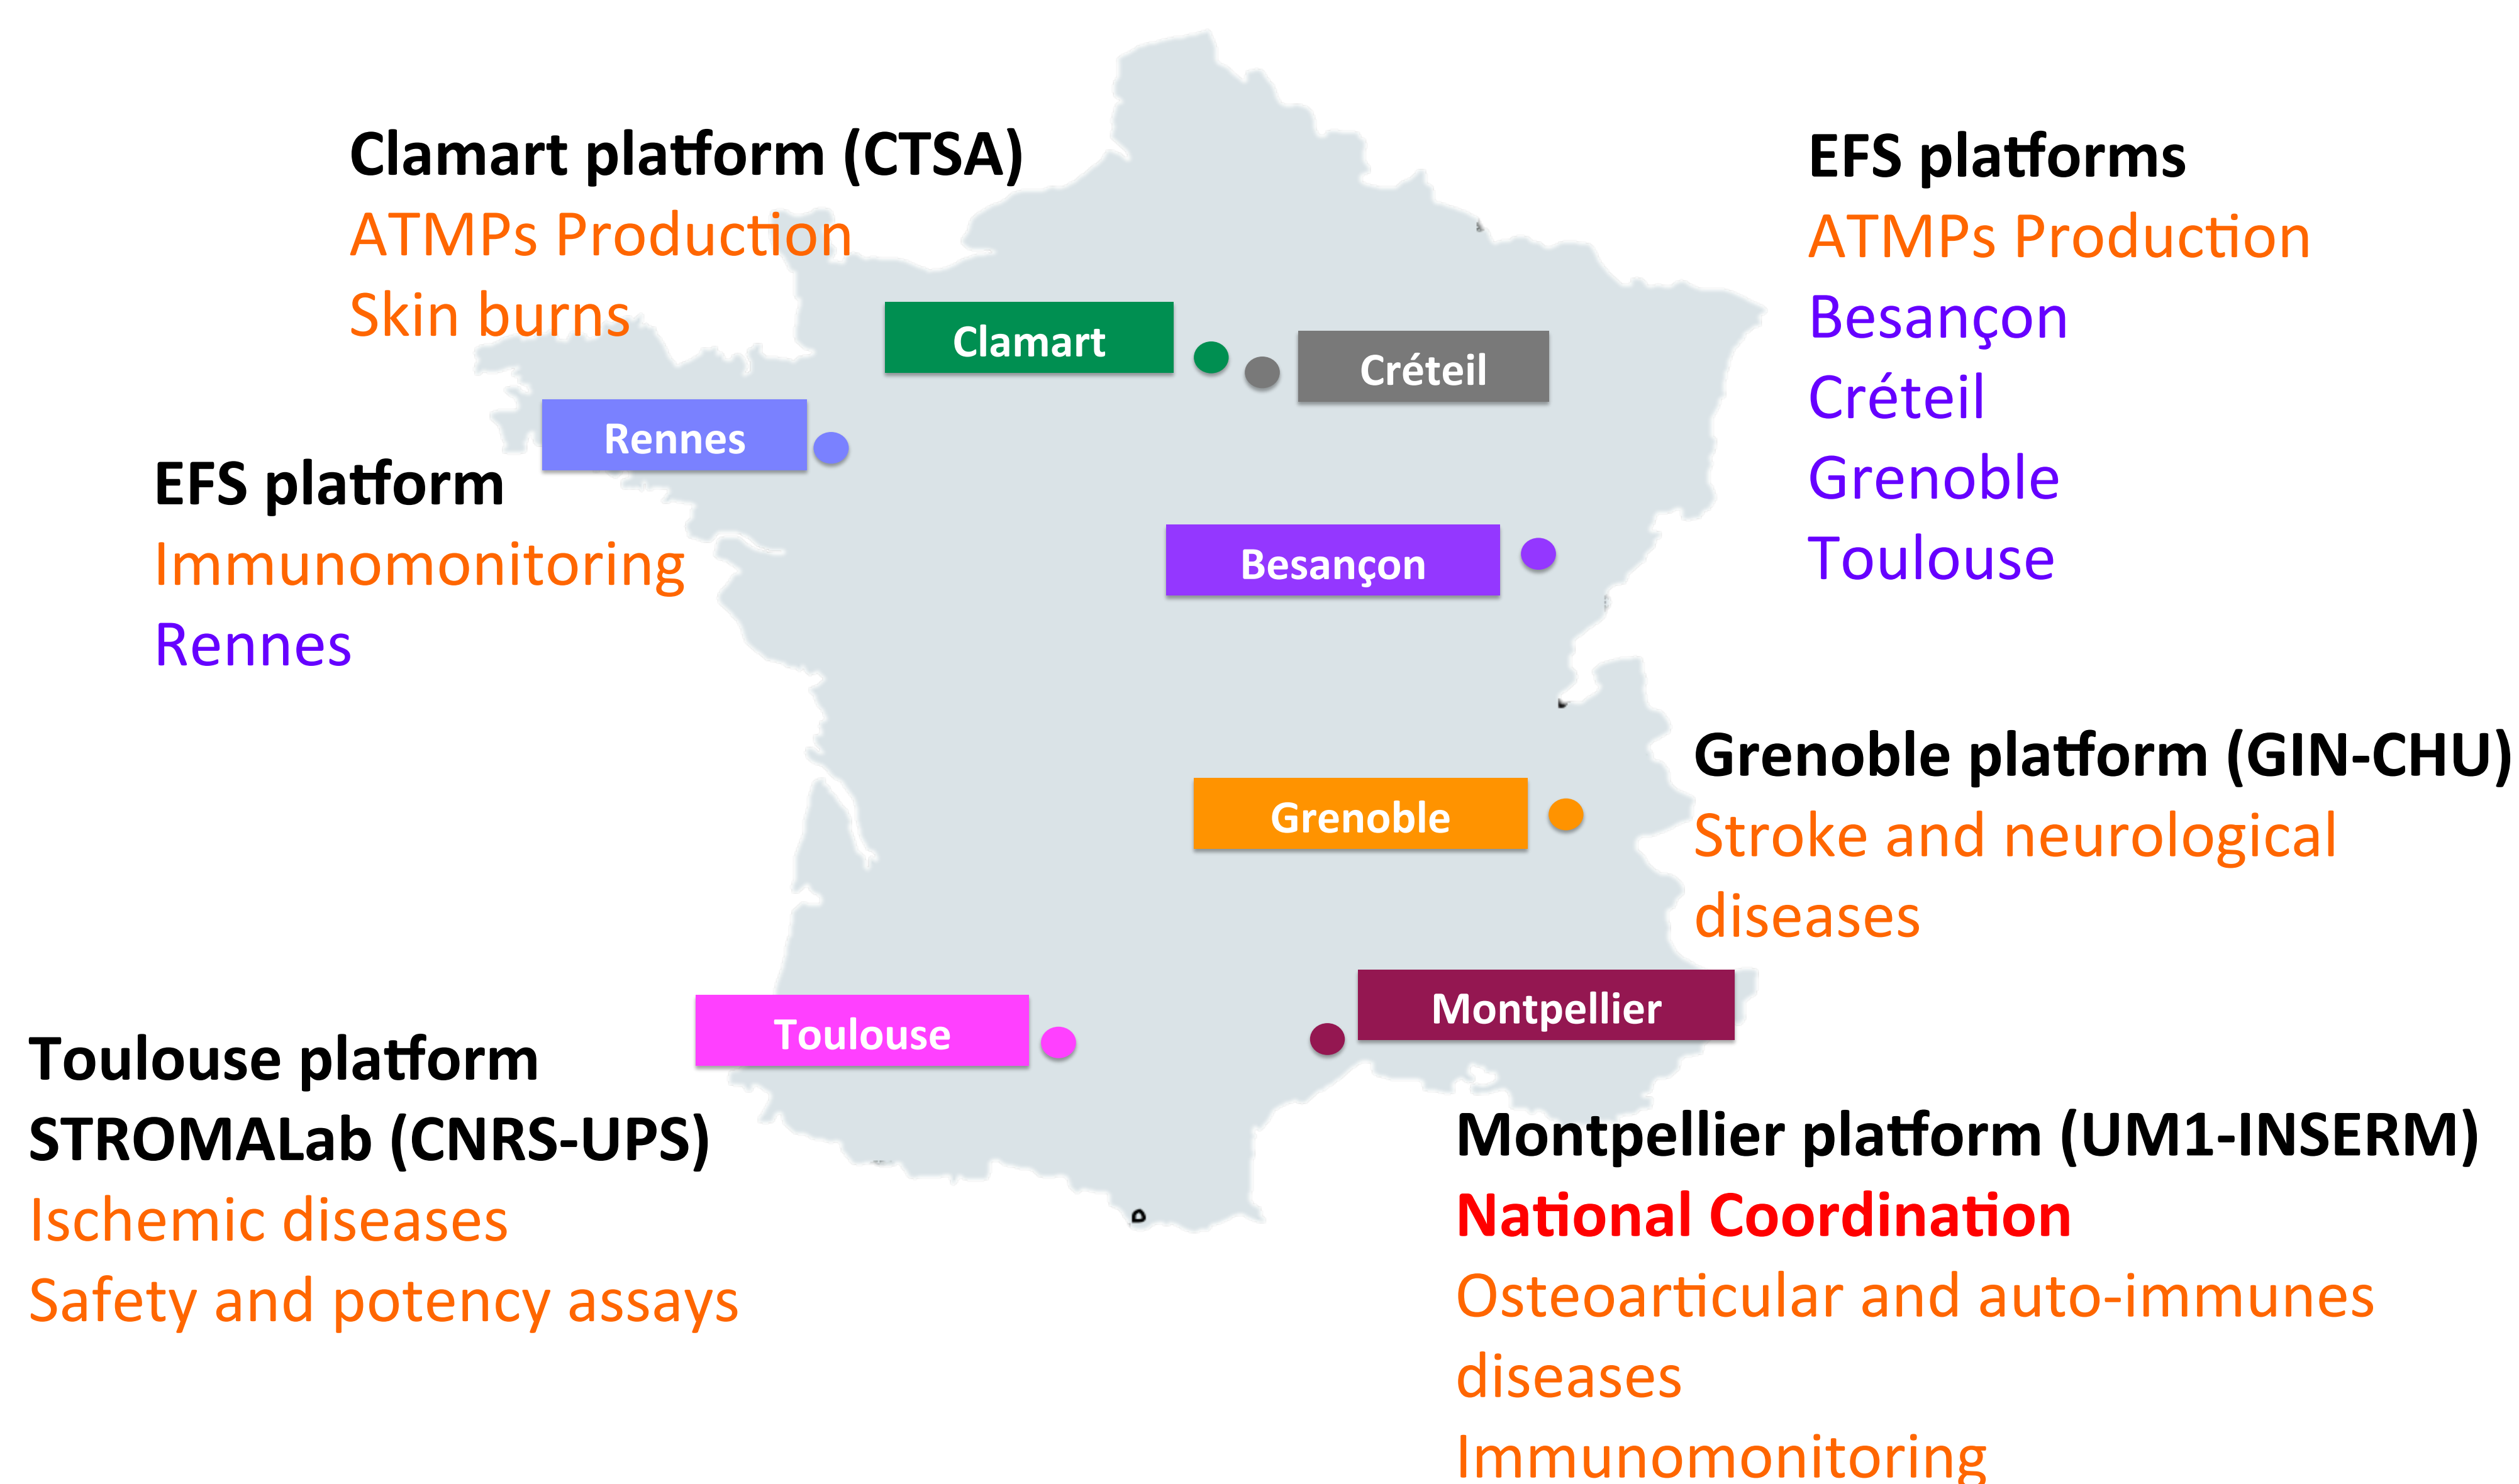 Clamart platform (CTSA)
ATMPs Production
Skin burns
EFS platforms
ATMPs Production
Besançon
Créteil
Grenoble
Toulouse
Clamart
Créteil
Rennes
EFS platform
Immunomonitoring
Rennes
Besançon
Grenoble platform (GIN-CHU)
Stroke and neurological
diseases
Grenoble
Toulouse
Montpellier
Toulouse platform
STROMALab (CNRS-UPS)
Ischemic diseases
Safety and potency assays
Montpellier platform (UM1-INSERM)
National Coordination
Osteoarticular and auto-immunes
diseases
Immunomonitoring